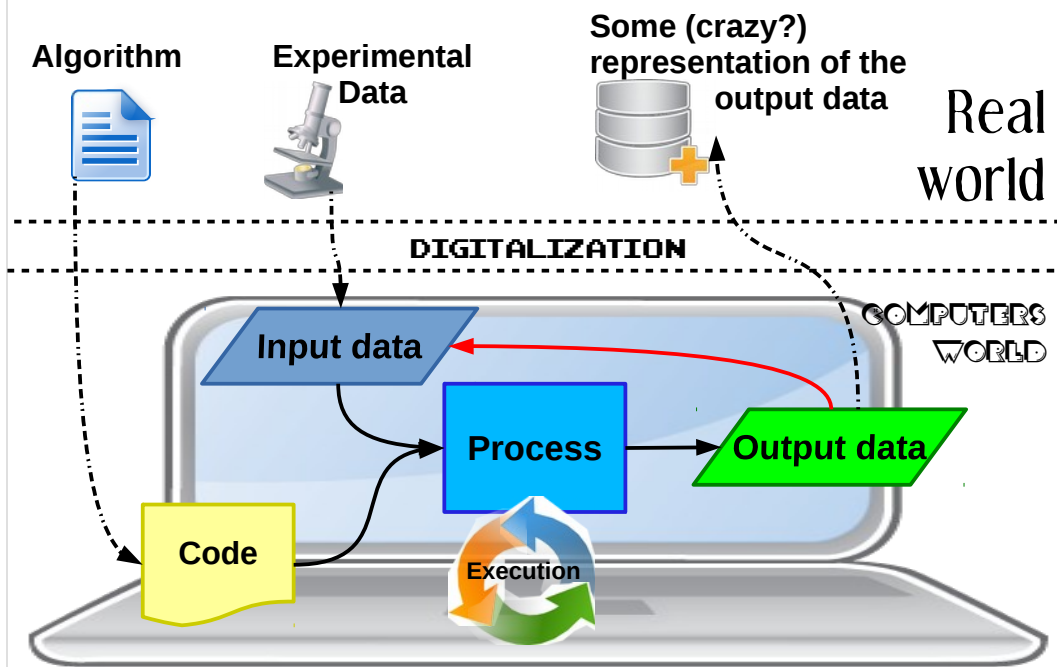 Algorithm
Experimental
Data
Some (crazy?)
representation of the
output data
Real
world
DIGITALIZATION
COMPUTERS
WORLD
Input data
Process
Output data
Code
Execution